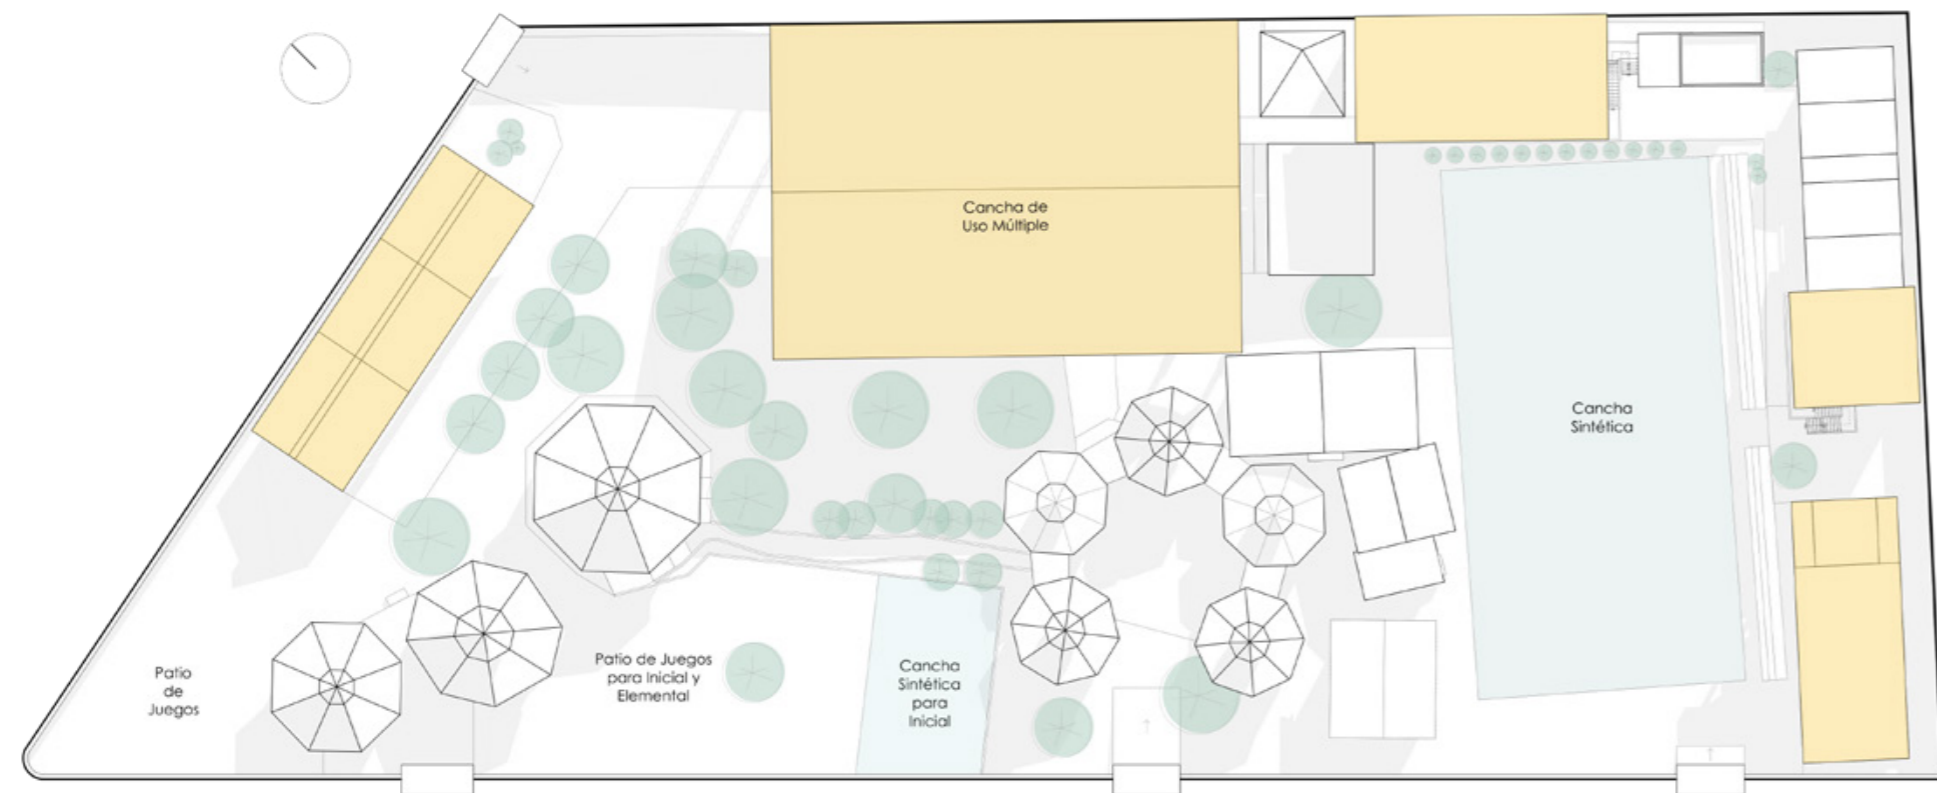 Cancha de
Uso Múltiple
Cancha
Sintética
Patio
de
Juegos
Patio de Juegos
para Inicial y
Elemental
Cancha
Sintética
para
Inicial